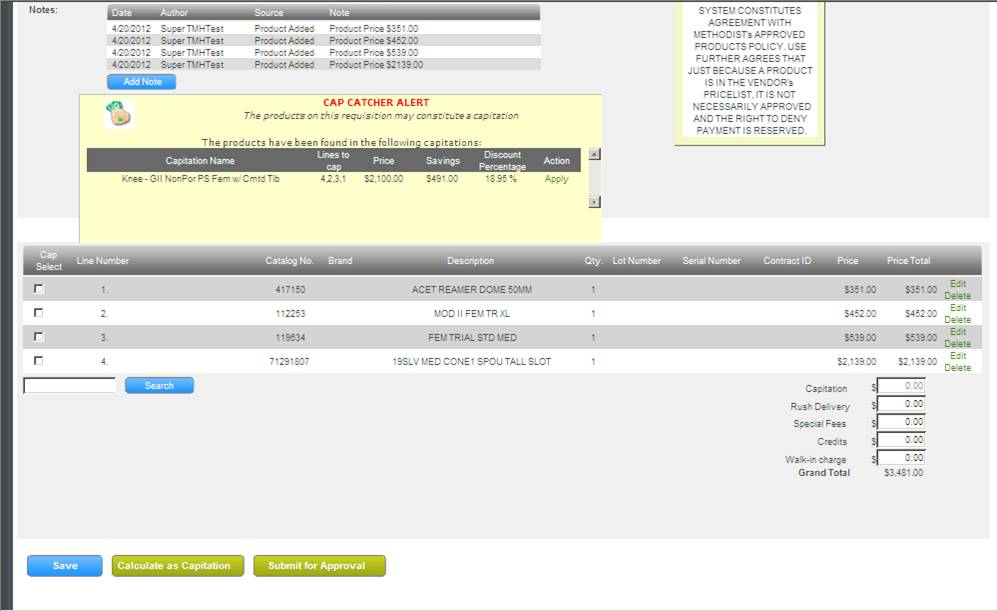 Notes:
Date Author Source Note
4/20/2012 Super TMHTest Product Added Product Price $351.00
4/20/2012 Super TMHTest Product Added Product Price $452.00
4/20/2012 Super TMHTest Product Added Product Price $539.00
4/20/2012 Super TMHTest Product Added Product Price $2139.00
Add Note
SYSTEM CONSTITUTES
AGREEMENT WITH
METHODIST's APPROVED
PRODUCTS POLICY. USE
FURTHER AGREES THAT
JUST BECAUSE A PRODUCT
IS IN THE VENDOR's
PRICELIST, IT IS NOT
NECESSARILY APPROVED
AND THE RIGHT TO DENY
PAYMENT IS RESERVED.
CAP CATCHER ALERT
The products on this requisition may constitute a capitation
The products have been found in the following capitations:
Capitation Name Lines to cap Price Savings Discount Percentage Action
Knee - GII NonPor PS Fem w/ Cmtd Tib 4,2,3,1 $2,100.00 $491.00 18.95 % Apply
Cap Select Line Number Catalog No. Brand Description Qty. Lot Number Serial Number Contract ID Price Price Total
1. 417150 ACET REAMER DOME 50MM 1 $351.00 $351.00 Edit Delete
2. 112253 MOD II FEM TR XL 1 $452.00 $452.00 Edit Delete
3. 119634 FEM TRIAL STD MED 1 $539.00 $539.00 Edit Delete
4. 71291807 19SLV MED CONE1 SPOU TALL SLOT 1 $2,139.00 $2,139.00 Edit Delete
Search
Capitation $ 0.00
Rush Delivery $ 0.00
Special Fees $ 0.00
Credits $ 0.00
Walk-in charge $ 0.00
Grand Total $3,481.00
Save Calculate as Capitation Submit for Approval